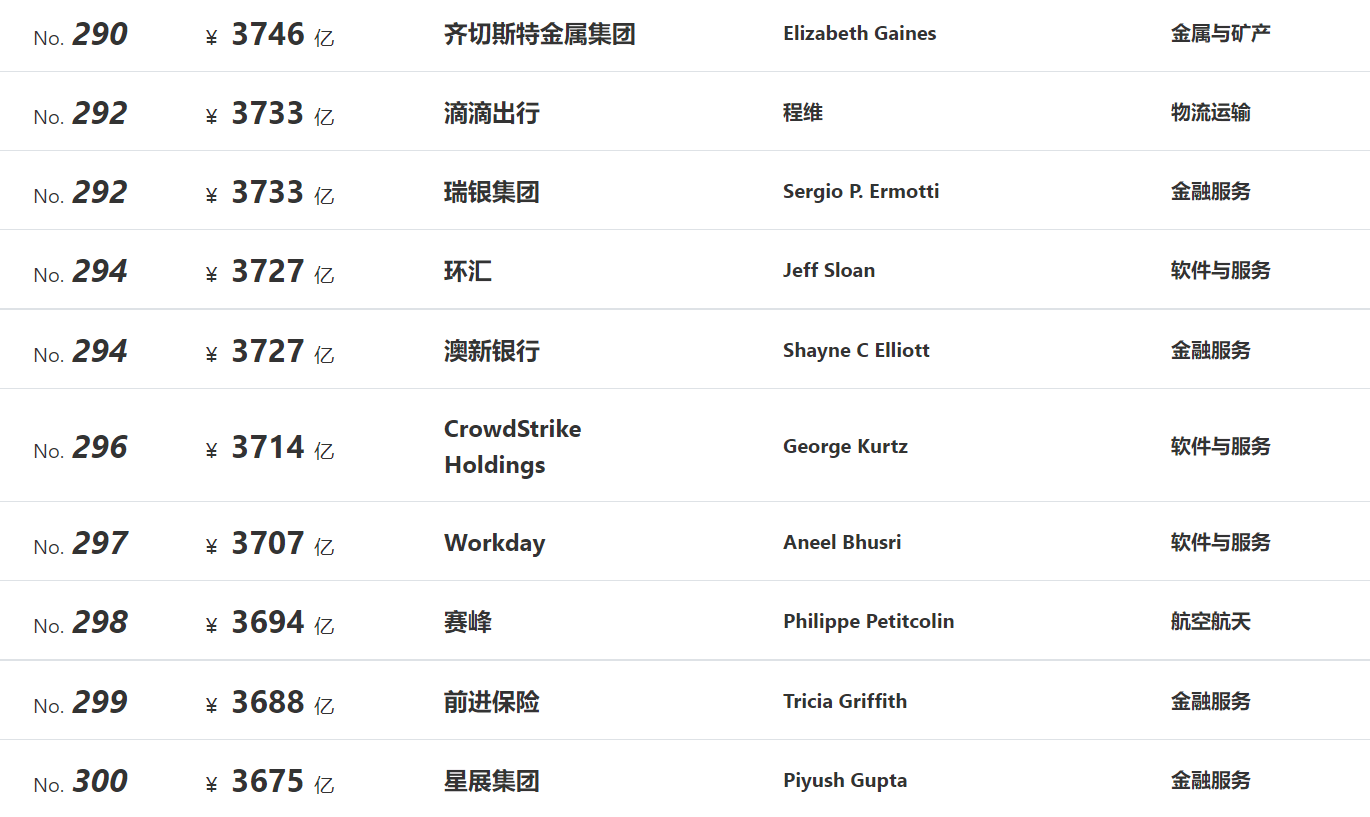 No. 290 ¥ 3746 亿 齐切斯特金属集团 Elizabeth Gaines 金属与矿产
No. 292 ¥ 3733 亿 滴滴出行 程维 物流运输
No. 292 ¥ 3733 亿 瑞银集团 Sergio P. Ermotti 金融服务
No. 294 ¥ 3727 亿 环汇 Jeff Sloan 软件与服务
No. 294 ¥ 3727 亿 澳新银行 Shayne C Elliott 金融服务
No. 296 ¥ 3714 亿 CrowdStrike
Holdings George Kurtz 软件与服务
No. 297 ¥ 3707 亿 Workday Aneel Bhusri 软件与服务
No. 298 ¥ 3694 亿 赛峰 Philippe Petitcolin 航空航天
No. 299 ¥ 3688 亿 前进保险 Tricia Griffith 金融服务
No. 300 ¥ 3675 亿 星展集团 Piyush Gupta 金融服务